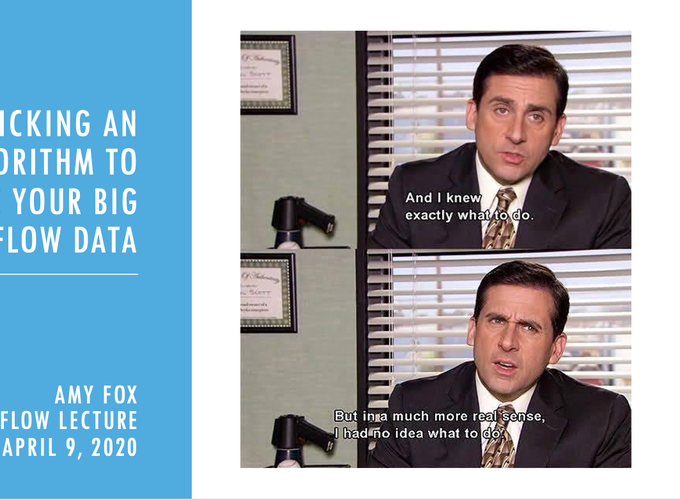 ICKING AN
ORITHM TO
YOUR BIG
FLOW DATA
AMY FOX
FLOW LECTURE
APRIL 9, 2020
And I knew
exactly what to do.
But in a much more real sense,
I had no idea what to do.